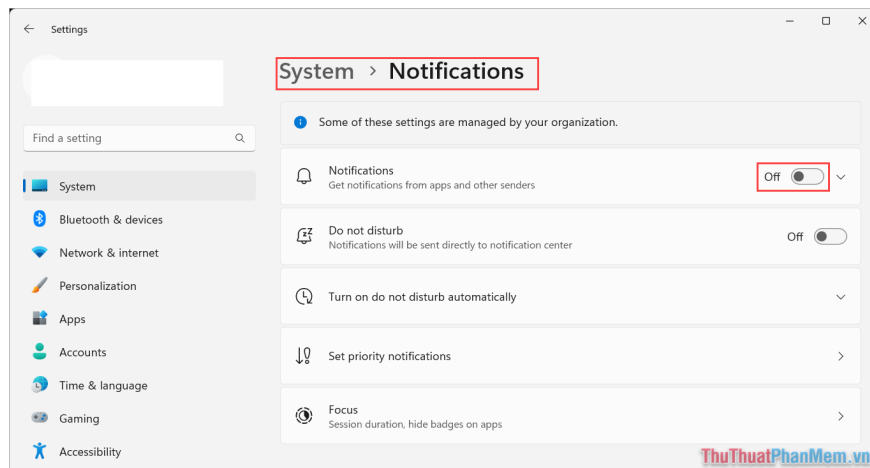 Settings
System > Notifications
Some of these settings are managed by your organization.
Find a setting
Notifications
Get notifications from apps and other senders
Off
System
Do not disturb
Notifications will be sent directly to notification center
Off
Bluetooth & devices
Network & internet
Personalization
Turn on do not disturb automatically
Apps
Accounts
Set priority notifications
Time & language
Gaming
Focus
Session duration, hide badges on apps
Accessibility
ThuThuatPhanMem.vn